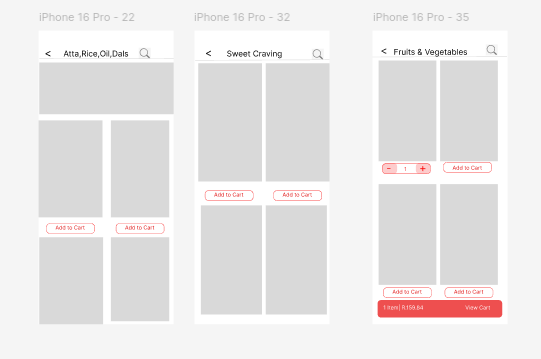 iPhone 16 Pro - 22
iPhone 16 Pro - 32
iPhone 16 Pro - 35
< Atta,Rice,Oil,Dals
Add to Cart
Add to Cart
< Sweet Craving
Add to Cart
Add to Cart
< Fruits & Vegetables
- 1 +
Add to Cart
Add to Cart
Add to Cart
1 item| R.159.84 View Cart